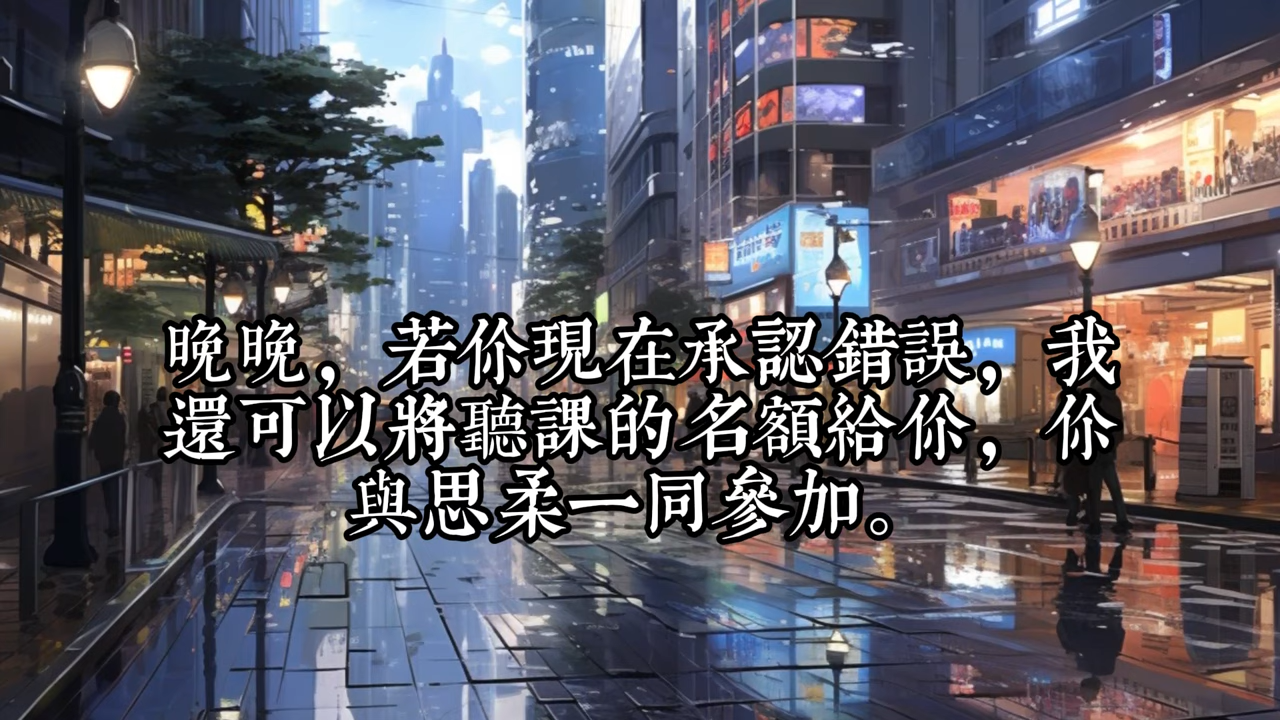 晚晚，若你現在承認錯誤，我
還可以將聽課的名額給你，你
與思柔一同參加。